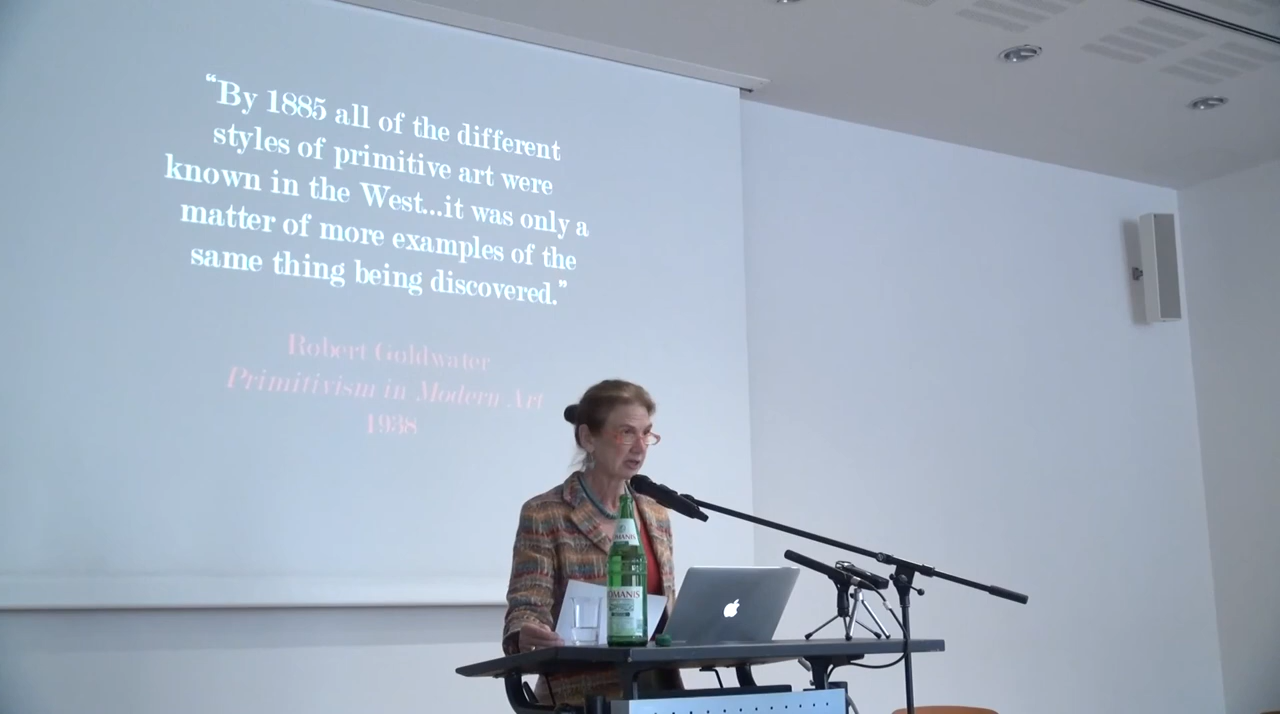 “By 1885 all of the different
styles of primitive art were
known in the West...it was only a
matter of more examples of the
same thing being discovered.”
Robert Goldwater
Primitivism in Modern Art
1938
OMANIS